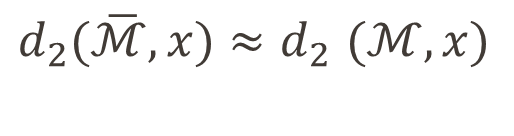 d₂(ℳ̅, x) ≈ d₂ (ℳ, x)